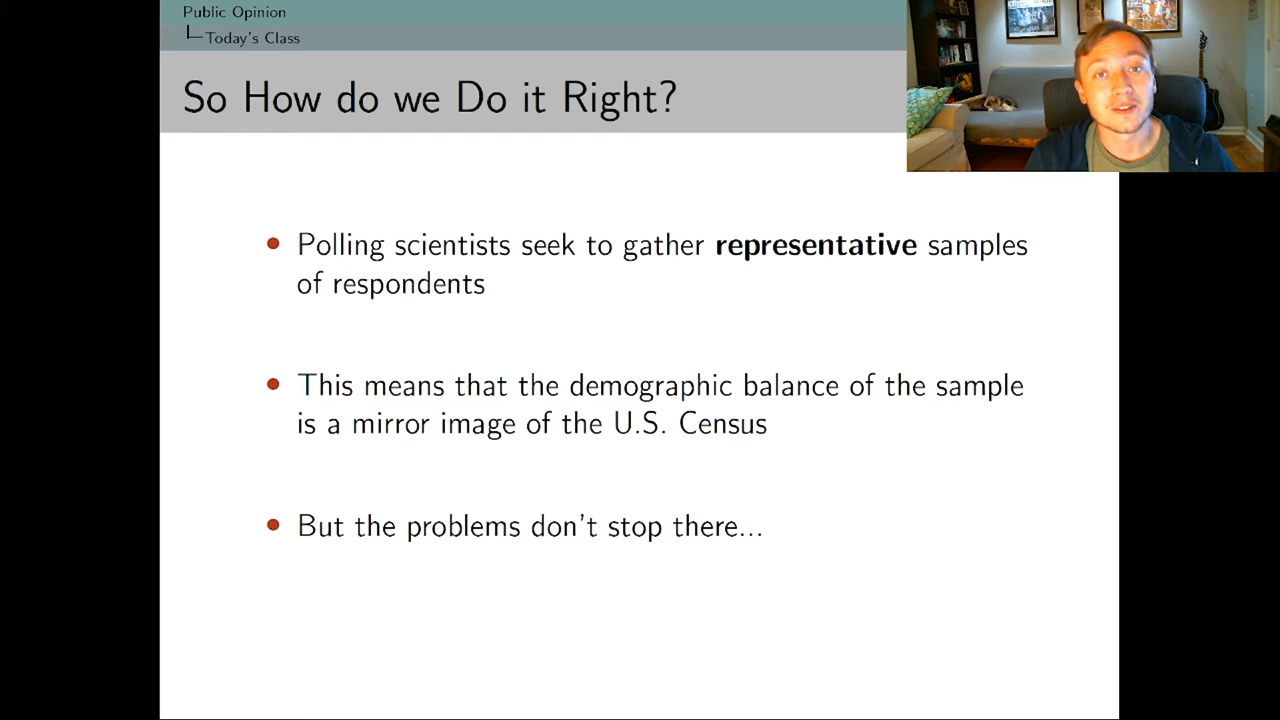 Public Opinion
Today's Class
So How do we Do it Right?
• Polling scientists seek to gather representative samples
of respondents
• This means that the demographic balance of the sample
is a mirror image of the U.S. Census
• But the problems don't stop there...